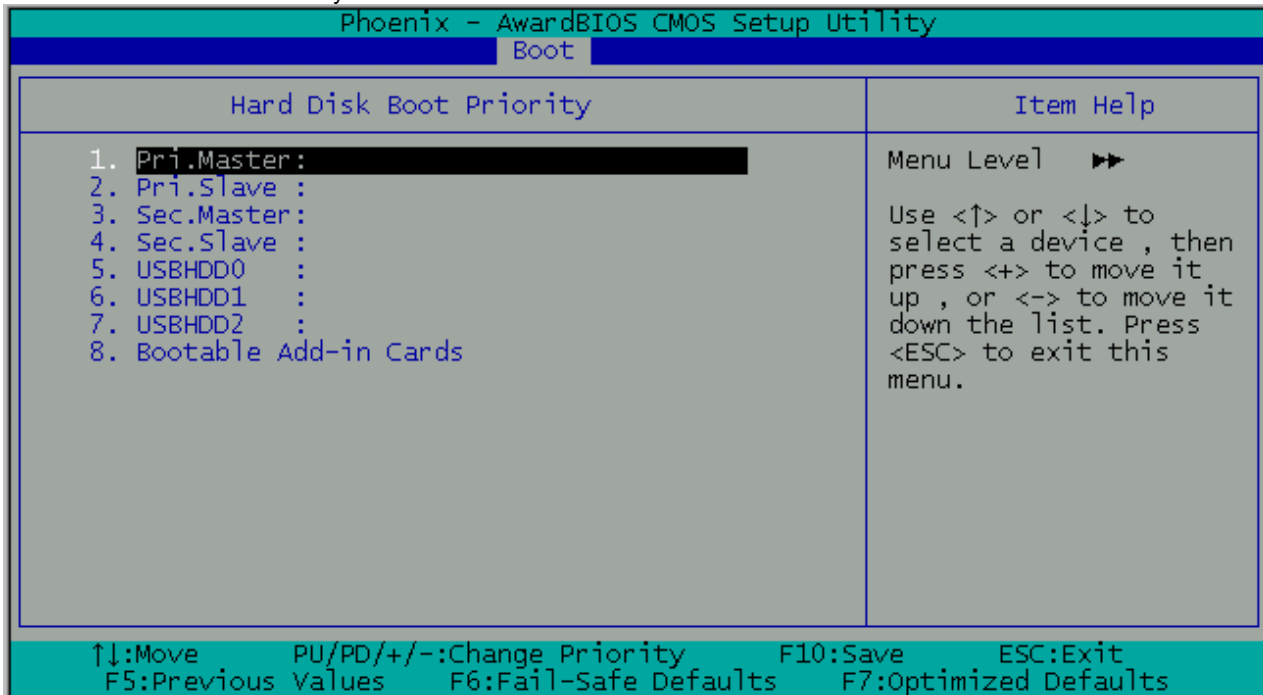 Phoenix - AwardBIOS CMOS Setup Utility
Boot
Hard Disk Boot Priority
Item Help
1. Pri.Master:
2. Pri.Slave :
3. Sec.Master:
4. Sec.Slave :
5. USBHDD0 :
6. USBHDD1 :
7. USBHDD2 :
8. Bootable Add-in Cards
Menu Level ►►
Use <↑> or <↓> to
select a device , then
press <+> to move it
up , or <-> to move it
down the list. Press
<ESC> to exit this
menu.
↑↓:Move PU/PD/+/-:Change Priority F10:Save ESC:Exit
F5:Previous Values F6:Fail-Safe Defaults F7:Optimized Defaults